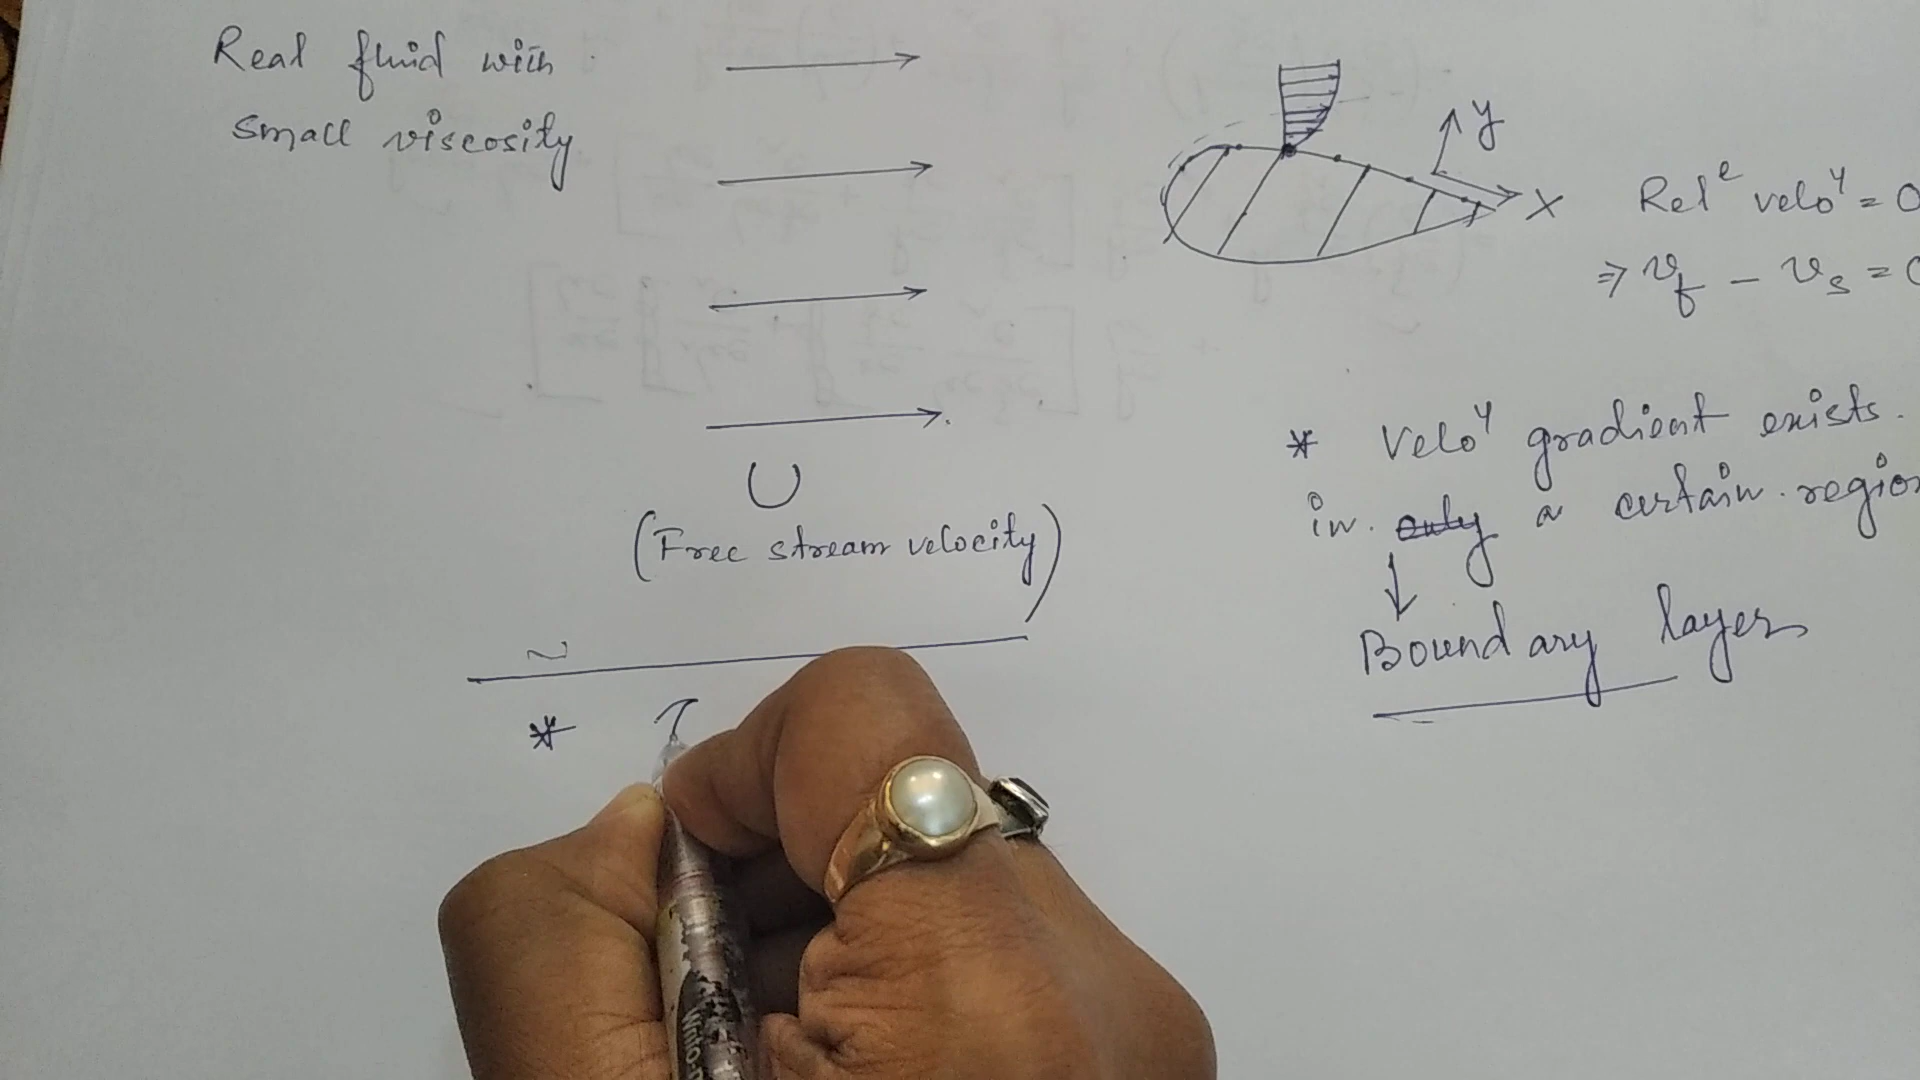 Real fluid with
small viscosity
y
x
Rel^e velo^y = 0
⇒ v_f - v_s = 0
U
(Free stream velocity)
* Velo^y gradient exists.
in only a certain region
↓
Boundary layer
* τ